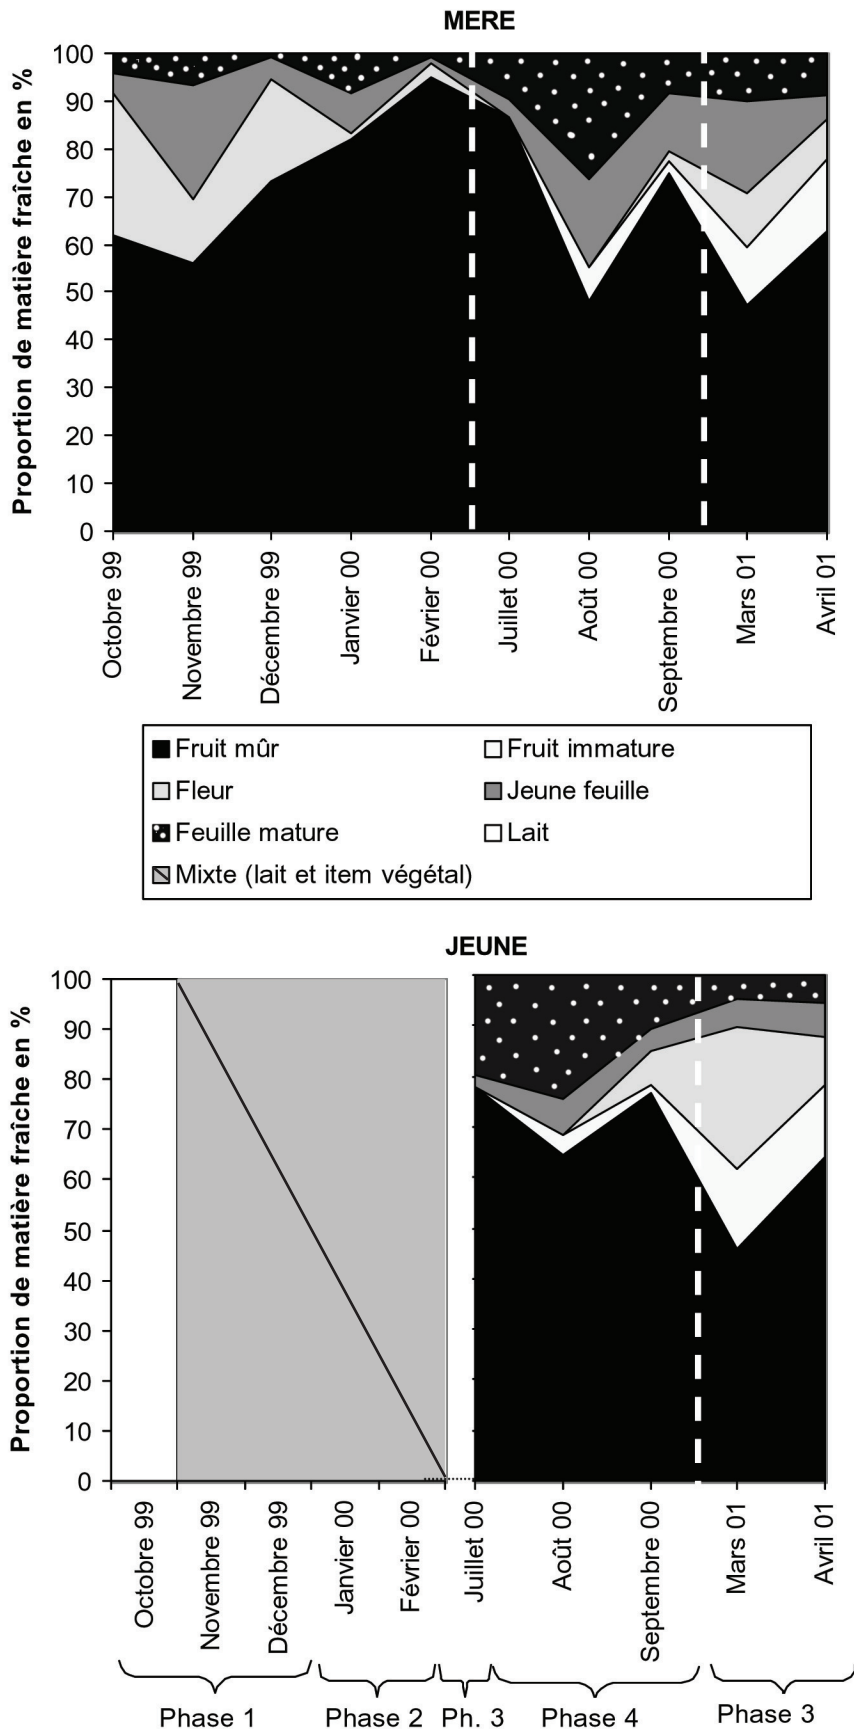 MERE
Proportion de matière fraîche en %
100
90
80
70
60
50
40
30
20
10
0
Octobre 99
Novembre 99
Décembre 99
Janvier 00
Février 00
Juillet 00
Août 00
Septembre 00
Mars 01
Avril 01
Fruit mûr
Fruit immature
Fleur
Jeune feuille
Feuille mature
Lait
Mixte (lait et item végétal)
JEUNE
Proportion de matière fraîche en %
100
90
80
70
60
50
40
30
20
10
0
Octobre 99
Novembre 99
Décembre 99
Janvier 00
Février 00
Juillet 00
Août 00
Septembre 00
Mars 01
Avril 01
Phase 1
Phase 2
Ph. 3
Phase 4
Phase 3